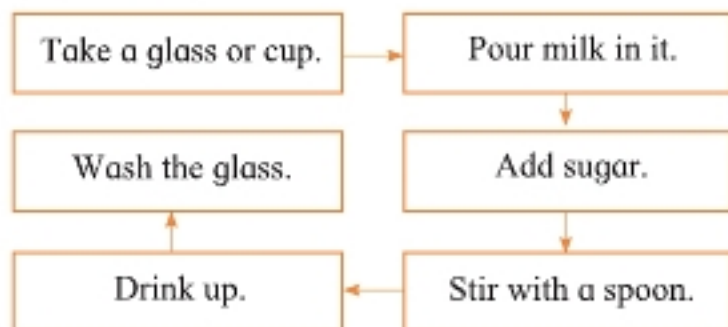 Take a glass or cup.
Pour milk in it.
Add sugar.
Stir with a spoon.
Drink up.
Wash the glass.